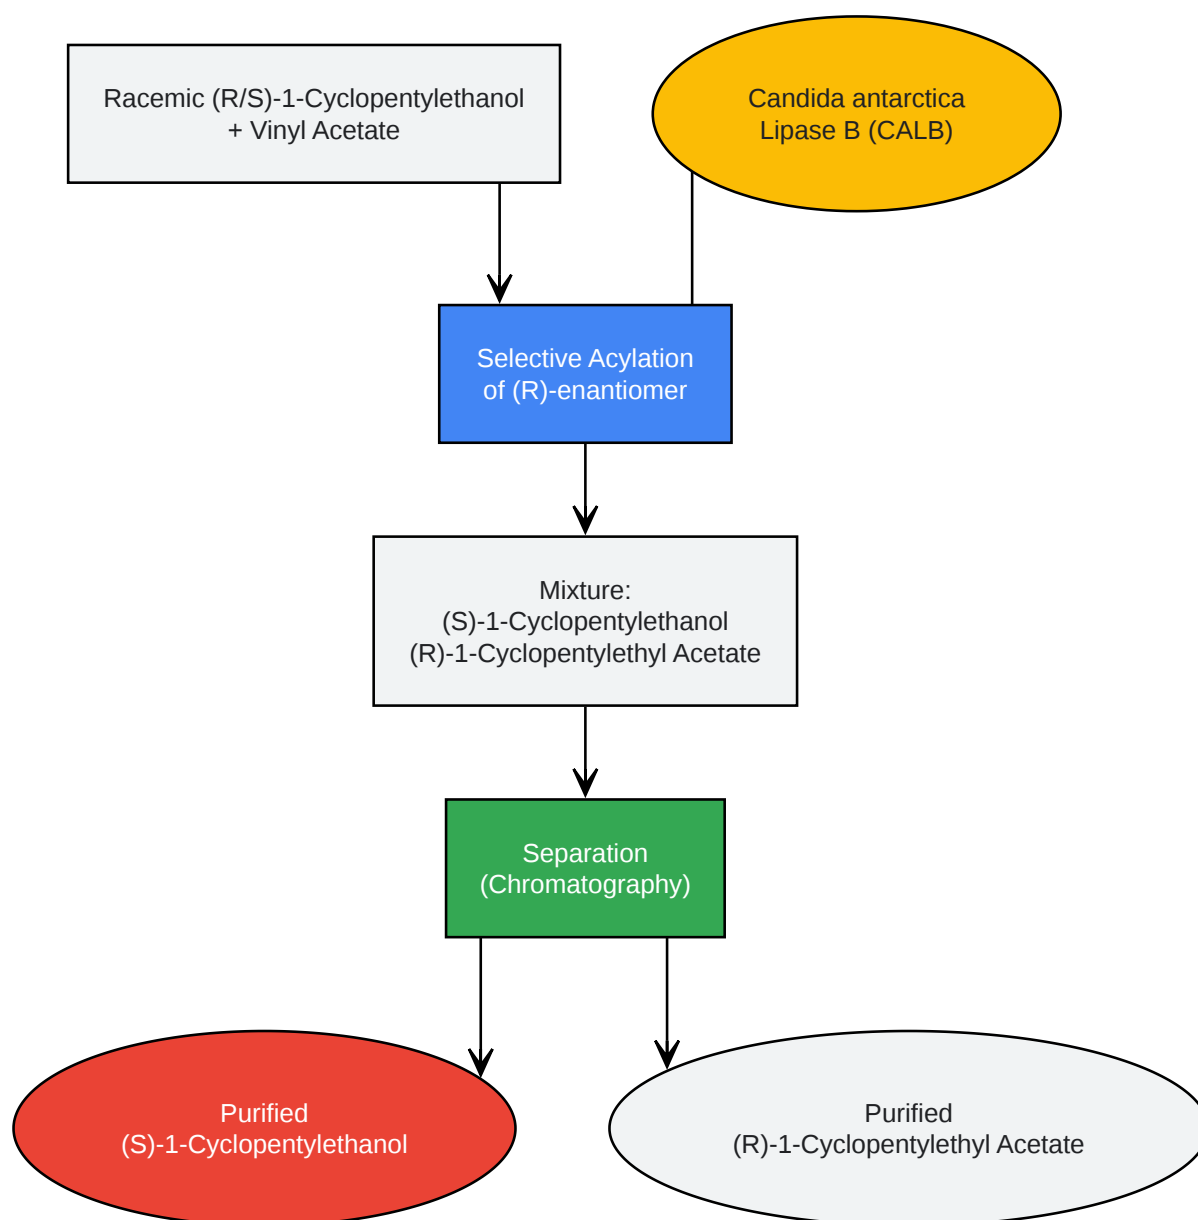 Racemic (R/S)-1-Cyclopentylethanol
+ Vinyl Acetate
Candida antarctica
Lipase B (CALB)
Selective Acylation
of (R)-enantiomer
Mixture:
(S)-1-Cyclopentylethanol
(R)-1-Cyclopentylethyl Acetate
Separation
(Chromatography)
Purified
(S)-1-Cyclopentylethanol
Purified
(R)-1-Cyclopentylethyl Acetate